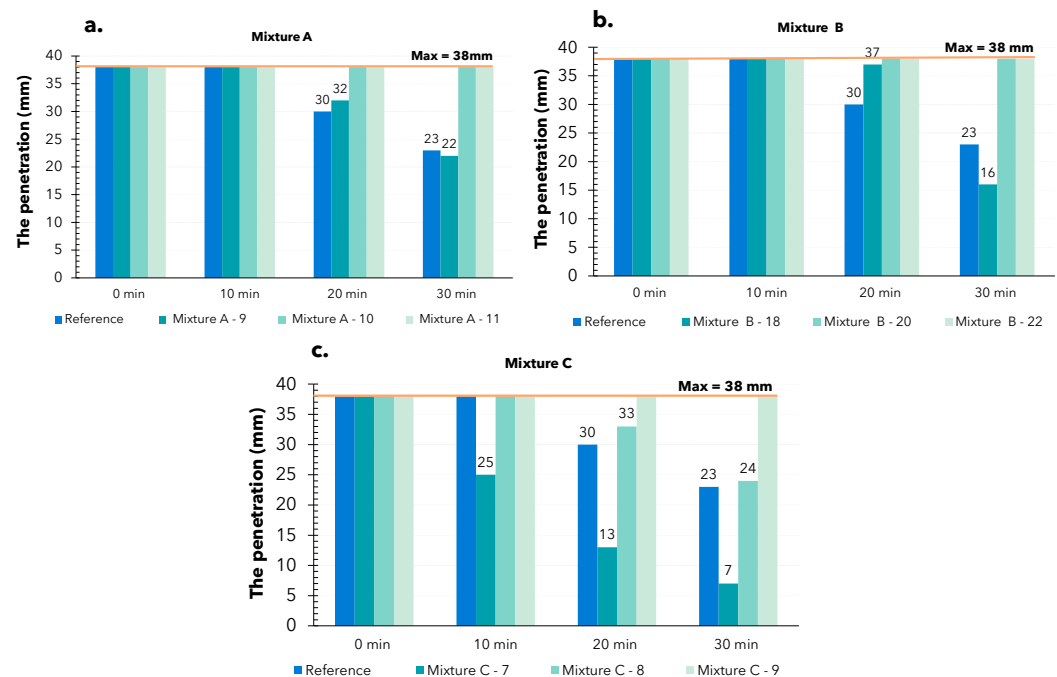 a.
Mixture A
Max = 38mm
The penetration (mm)
40
35
30
25
20
15
10
5
0
30
32
23
22
0 min
10 min
20 min
30 min
Reference
Mixture A - 9
Mixture A - 10
Mixture A - 11
b.
Mixture B
Max = 38 mm
The penetration (mm)
40
35
30
25
20
15
10
5
0
30
37
23
16
0 min
10 min
20 min
30 min
Reference
Mixture B - 18
Mixture B - 20
Mixture B - 22
c.
Mixture C
Max = 38 mm
The penetration (mm)
40
35
30
25
20
15
10
5
0
25
30
13
33
23
7
24
0 min
10 min
20 min
30 min
Reference
Mixture C - 7
Mixture C - 8
Mixture C - 9